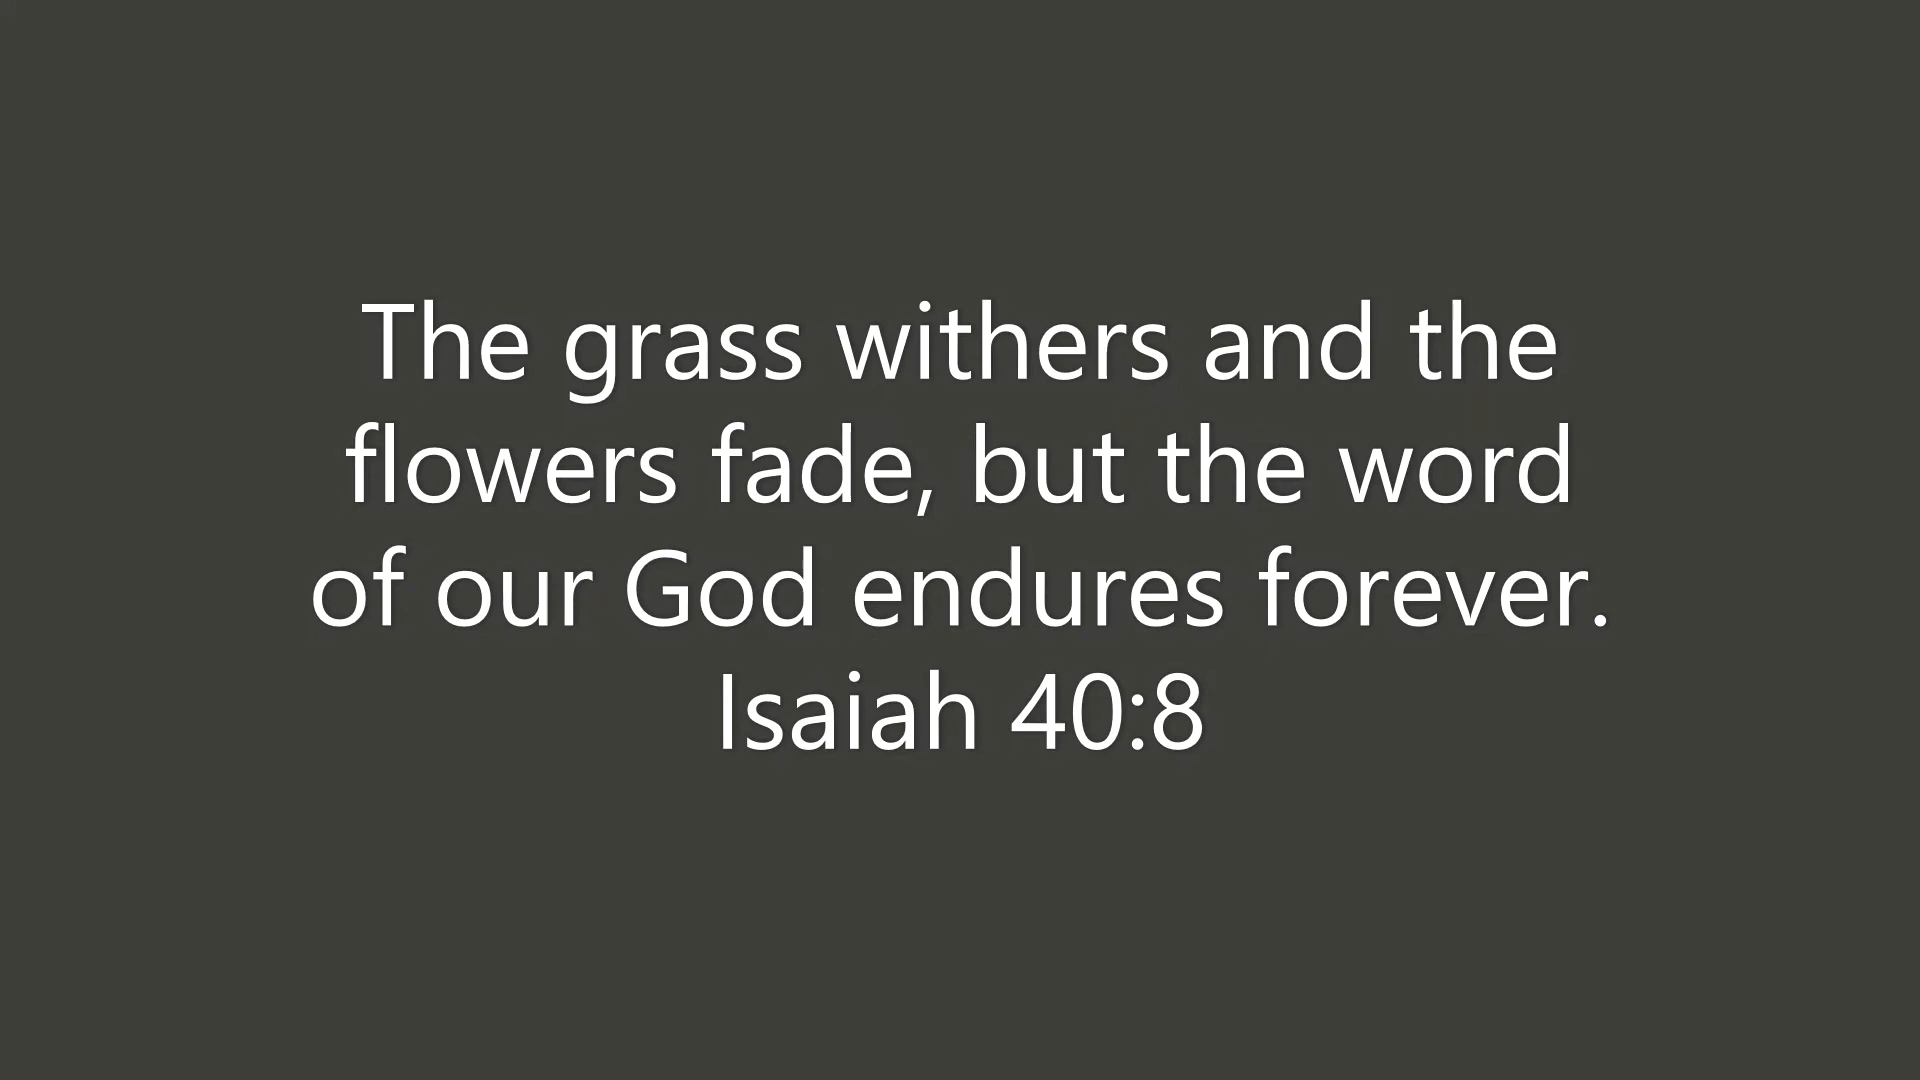 The grass withers and the
flowers fade, but the word
of our God endures forever.
Isaiah 40:8